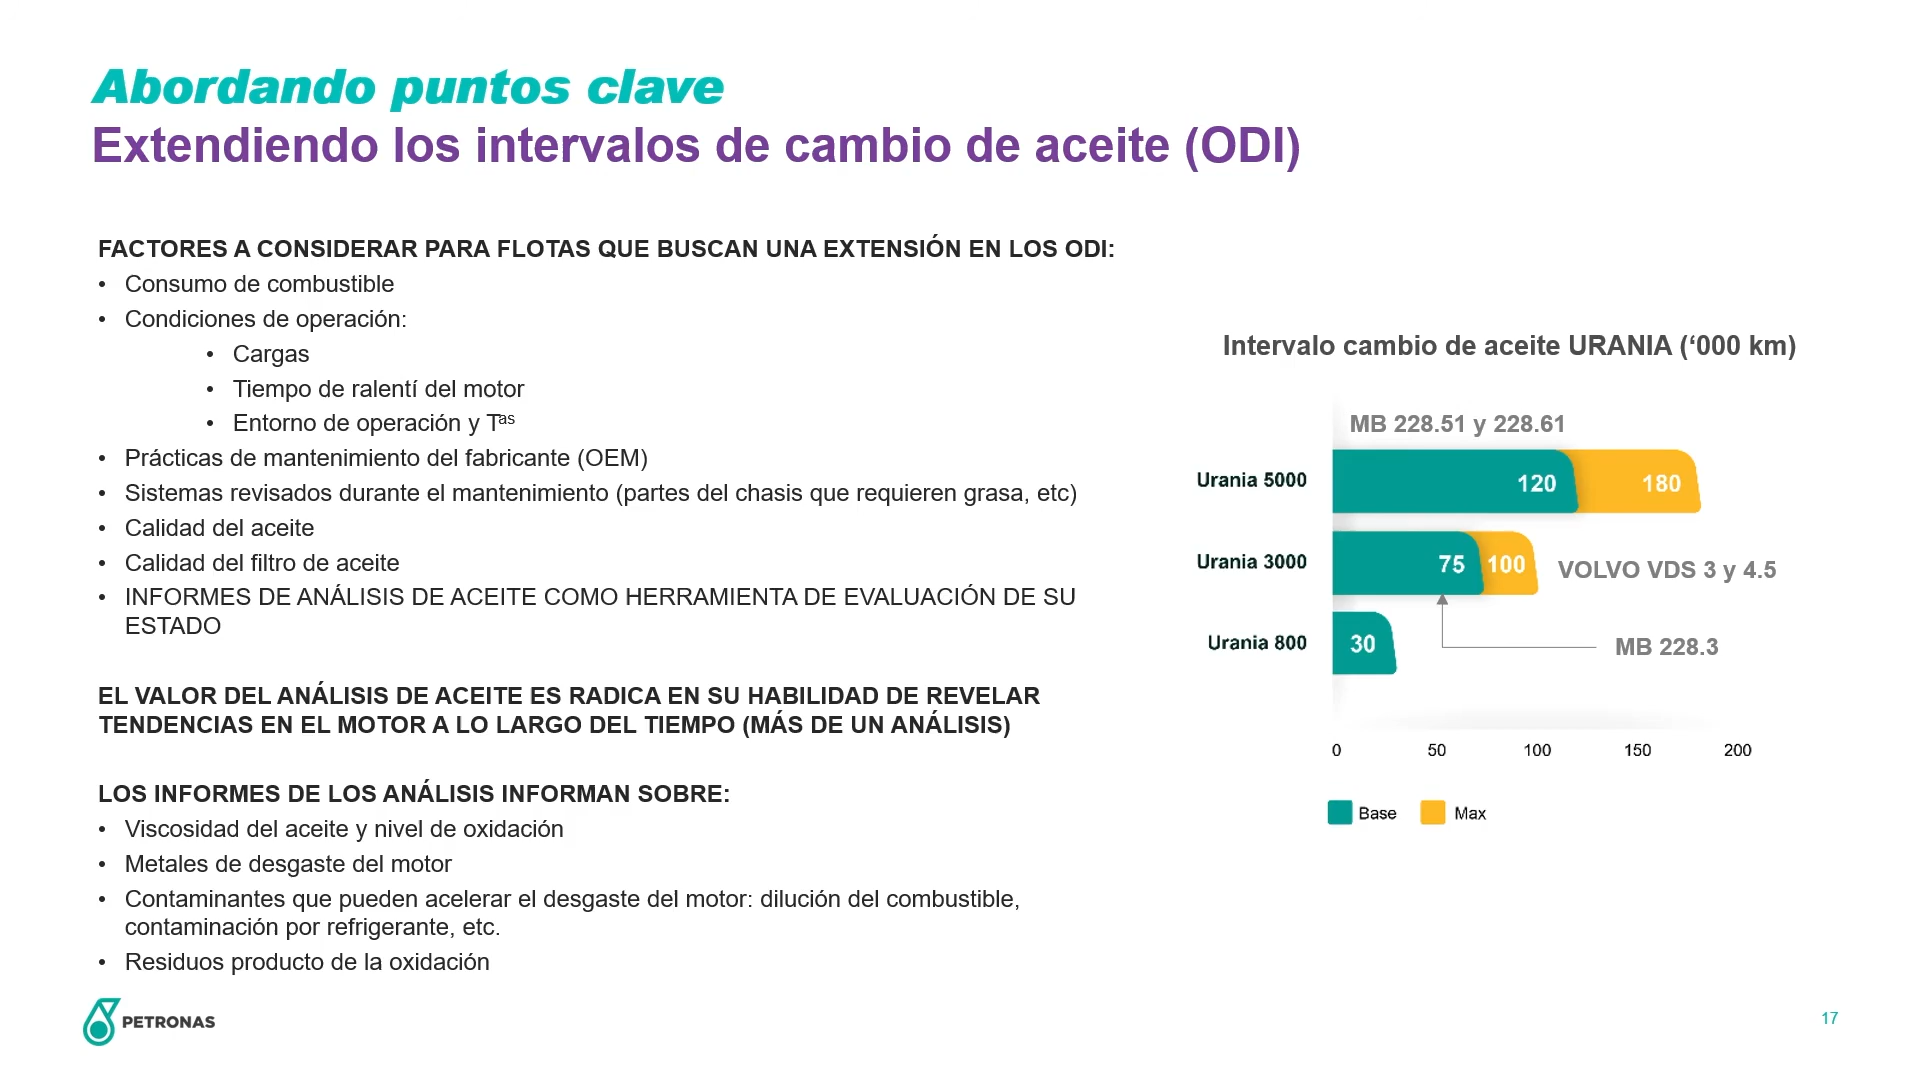 Abordando puntos clave
Extendiendo los intervalos de cambio de aceite (ODI)
FACTORES A CONSIDERAR PARA FLOTAS QUE BUSCAN UNA EXTENSIÓN EN LOS ODI:
• Consumo de combustible
• Condiciones de operación:
• Cargas
• Tiempo de ralentí del motor
• Entorno de operación y Tas
• Prácticas de mantenimiento del fabricante (OEM)
• Sistemas revisados durante el mantenimiento (partes del chasis que requieren grasa, etc)
• Calidad del aceite
• Calidad del filtro de aceite
• INFORMES DE ANÁLISIS DE ACEITE COMO HERRAMIENTA DE EVALUACIÓN DE SU
ESTADO
EL VALOR DEL ANÁLISIS DE ACEITE ES RADICA EN SU HABILIDAD DE REVELAR
TENDENCIAS EN EL MOTOR A LO LARGO DEL TIEMPO (MÁS DE UN ANÁLISIS)
LOS INFORMES DE LOS ANÁLISIS INFORMAN SOBRE:
• Viscosidad del aceite y nivel de oxidación
• Metales de desgaste del motor
• Contaminantes que pueden acelerar el desgaste del motor: dilución del combustible,
contaminación por refrigerante, etc.
• Residuos producto de la oxidación
Intervalo cambio de aceite URANIA (‘000 km)
MB 228.51 y 228.61
Urania 5000 120 180
Urania 3000 75 100 VOLVO VDS 3 y 4.5
Urania 800 30 MB 228.3
0 50 100 150 200
Base Max
PETRONAS
17